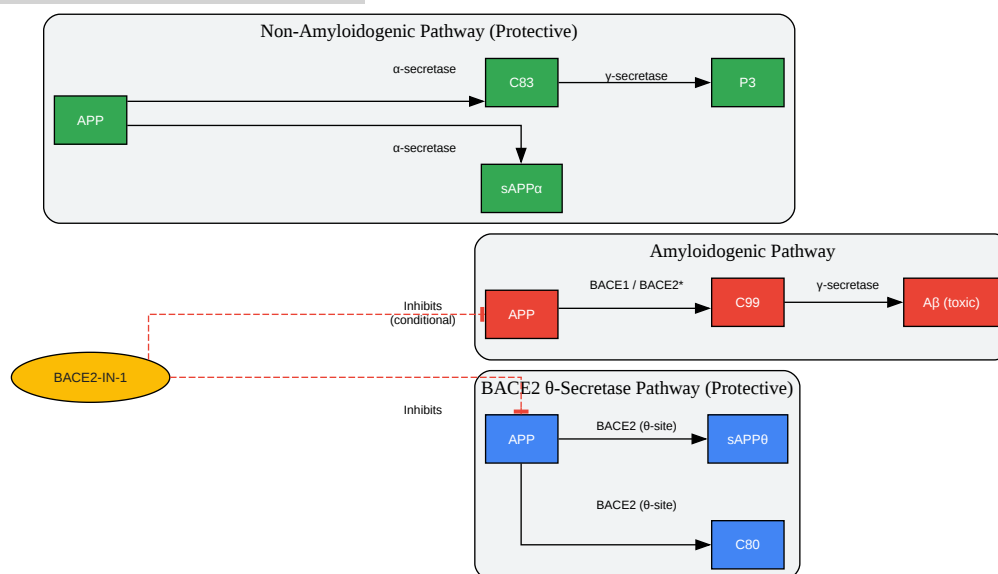 Non-Amyloidogenic Pathway (Protective)
α-secretase
C83
γ-secretase
P3
APP
α-secretase
sAPPα
Amyloidogenic Pathway
BACE1 / BACE2*
γ-secretase
Inhibits
(conditional)
APP
C99
Aβ (toxic)
BACE2-IN-1
BACE2 θ-Secretase Pathway (Protective)
Inhibits
APP
BACE2 (θ-site)
sAPPθ
BACE2 (θ-site)
C80